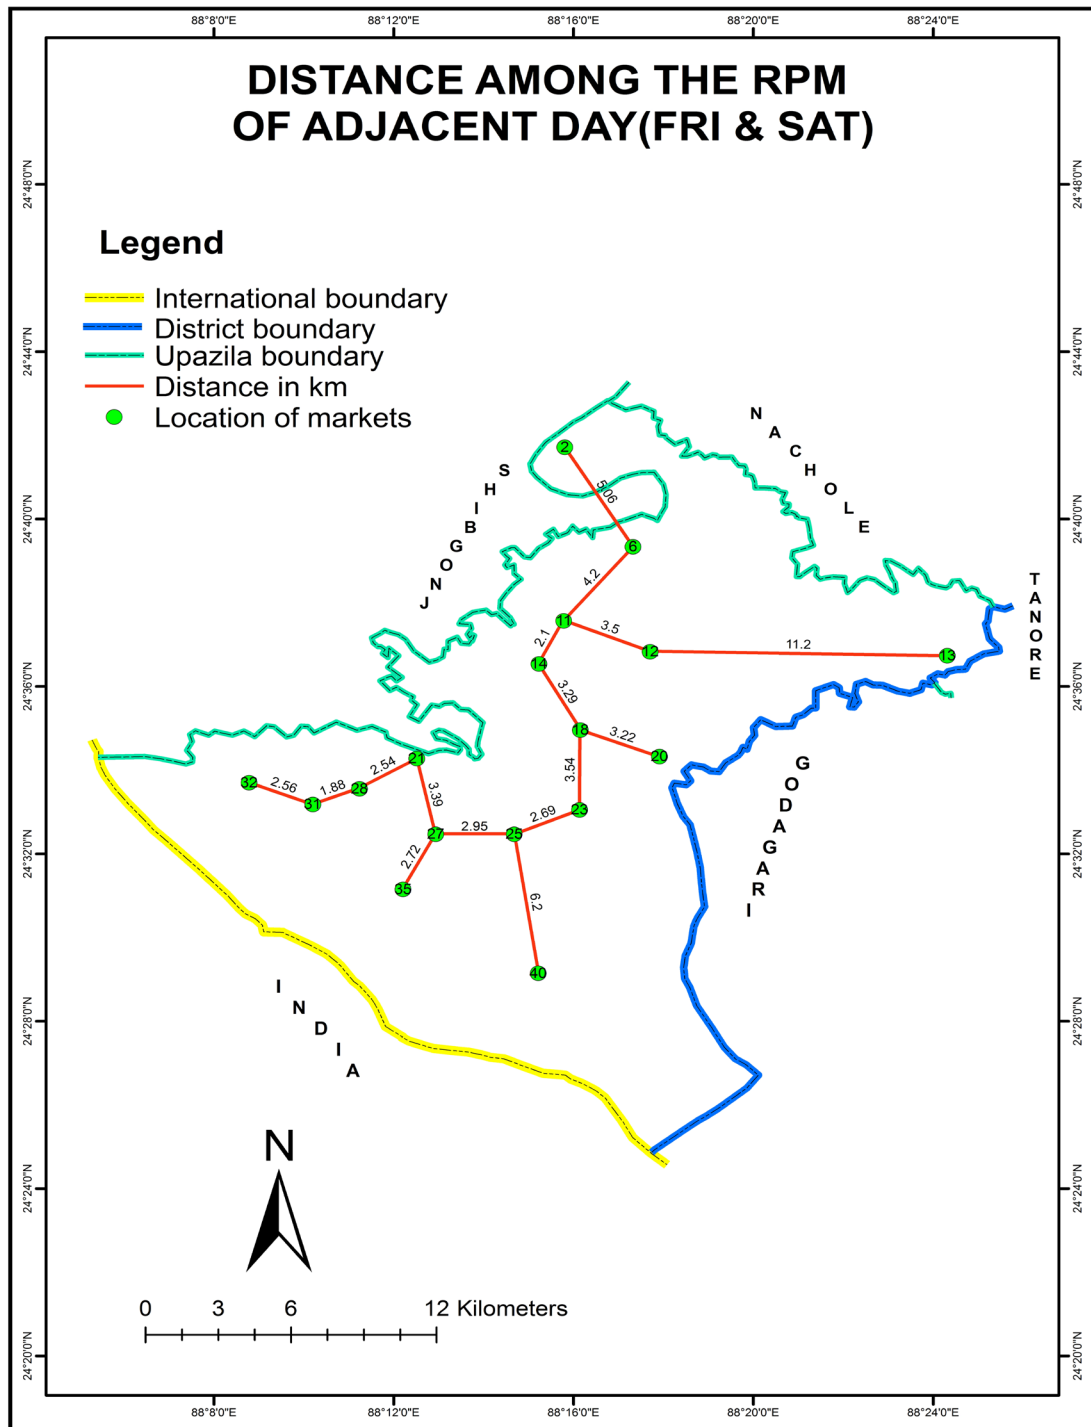 88°8'0"E 88°12'0"E 88°16'0"E 88°20'0"E 88°24'0"E
DISTANCE AMONG THE RPM
OF ADJACENT DAY(FRI & SAT)
24°48'0"N 24°48'0"N
Legend
International boundary
District boundary
24°44'0"N 24°44'0"N
Upazila boundary
Distance in km
Location of markets
NACHOLE
2
SHIBGONJ
5.06
24°40'0"N 24°40'0"N
6
4.2
TANORE
11
3.5
2.1
12
11.2
13
14
24°36'0"N 24°36'0"N
3.29
18
3.22
20
21
2.54
3.54
GODAGARI
32
2.56
1.88
28
3.39
31
23
2.69
27
2.95
25
24°32'0"N 24°32'0"N
2.72
35
6.2
40
INDIA
24°28'0"N 24°28'0"N
N
24°24'0"N 24°24'0"N
0 3 6 12 Kilometers
24°20'0"N 24°20'0"N
88°8'0"E 88°12'0"E 88°16'0"E 88°20'0"E 88°24'0"E